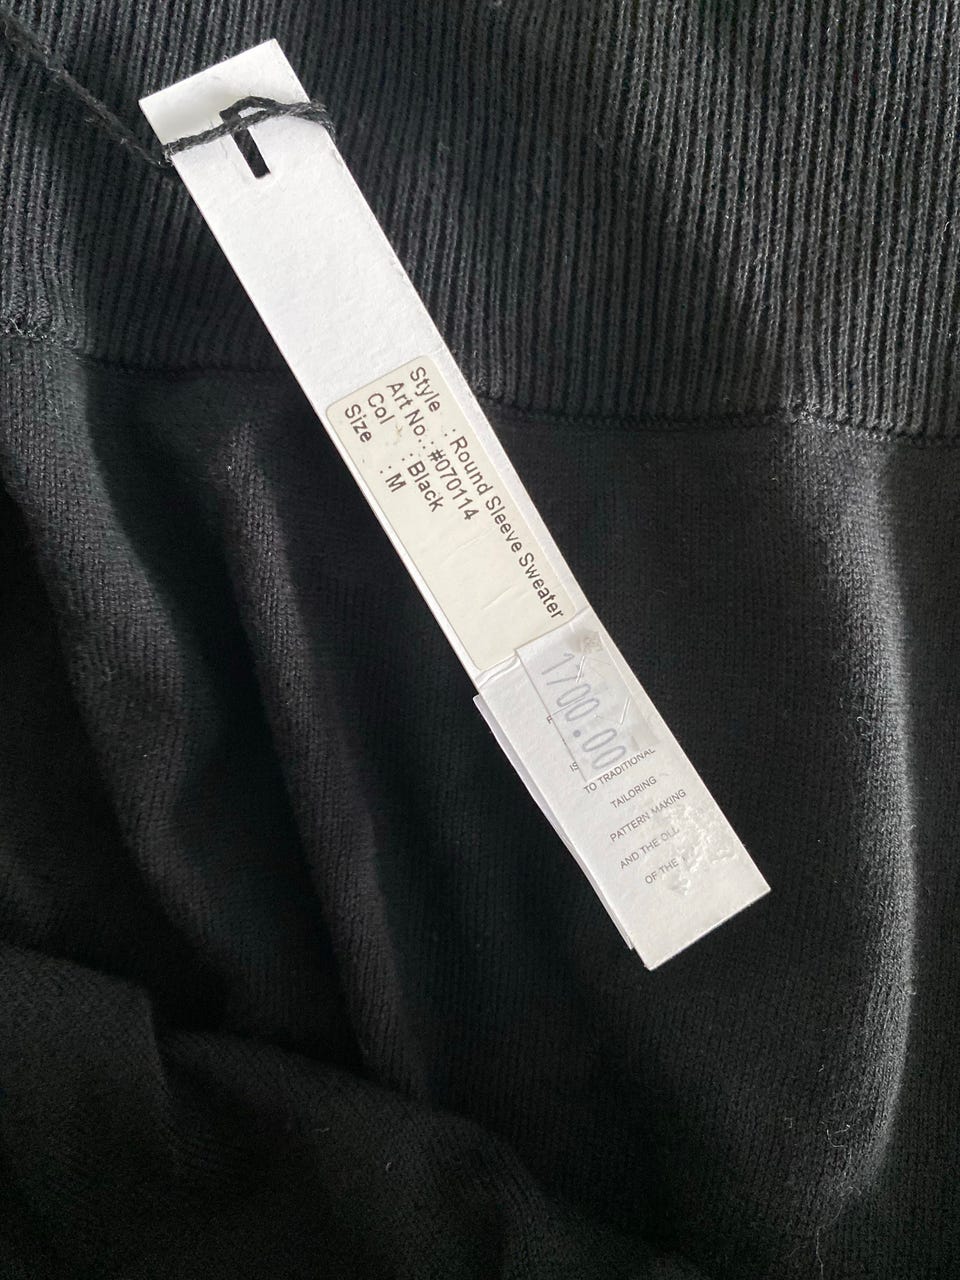 Style : Round Sleeve Sweater
Art No. : #070114
Col : Black
Size : M
1700.00
IS
TO TRADITIONAL
TAILORING
PATTERN MAKING
AND THE
OF THE